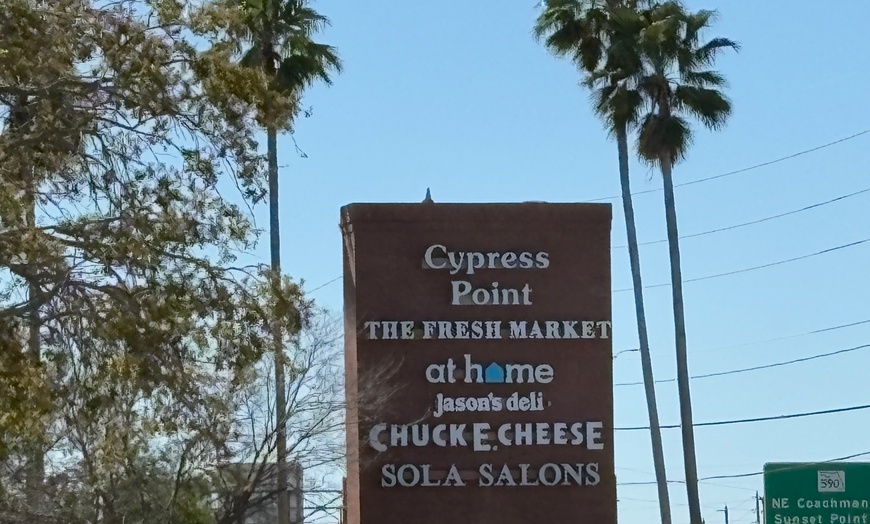 Cypress
Point
THE FRESH MARKET
at home
Jason's deli
CHUCK E. CHEESE
SOLA SALONS
590
NE Coachman
Sunset Point